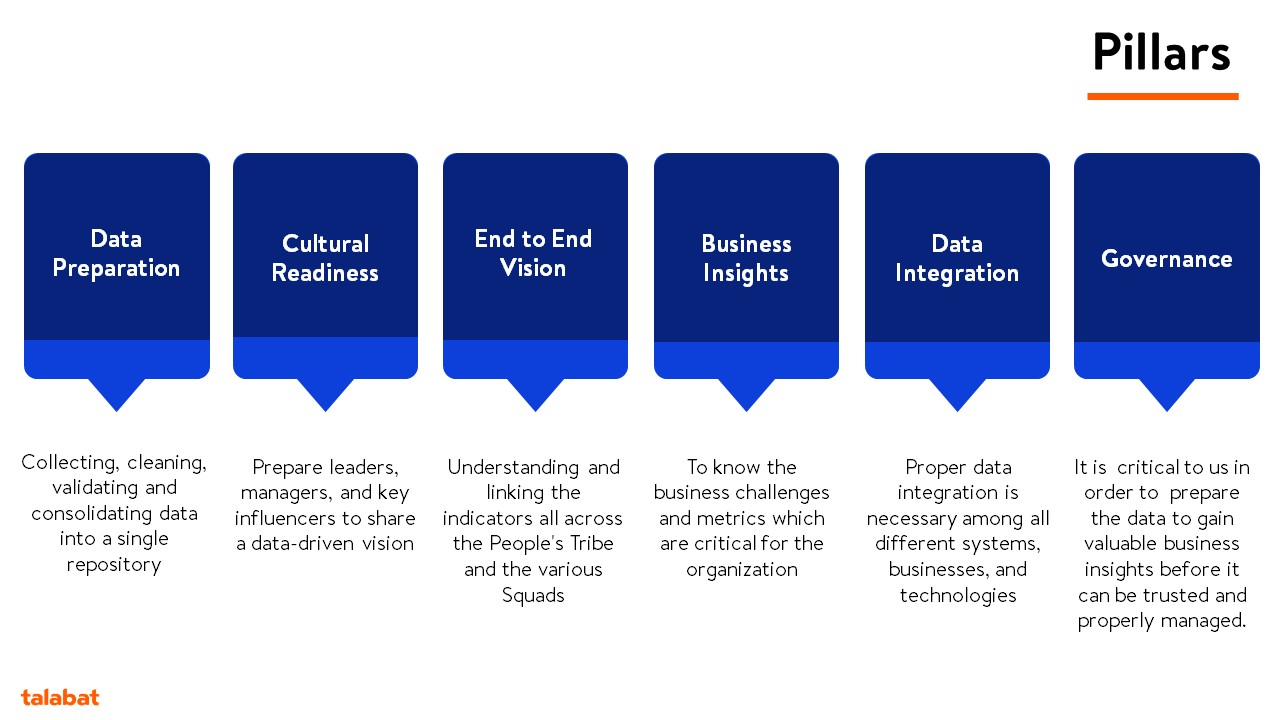 Pillars
Data
Preparation
Cultural
Readiness
End to End
Vision
Business
Insights
Data
Integration
Governance
Collecting, cleaning,
validating and
consolidating data
into a single
repository
Prepare leaders,
managers, and key
influencers to share
a data-driven vision
Understanding and
linking the
indicators all across
the People's Tribe
and the various
Squads
To know the
business challenges
and metrics which
are critical for the
organization
Proper data
integration is
necessary among all
different systems,
businesses, and
technologies
It is critical to us in
order to prepare
the data to gain
valuable business
insights before it
can be trusted and
properly managed.
talabat